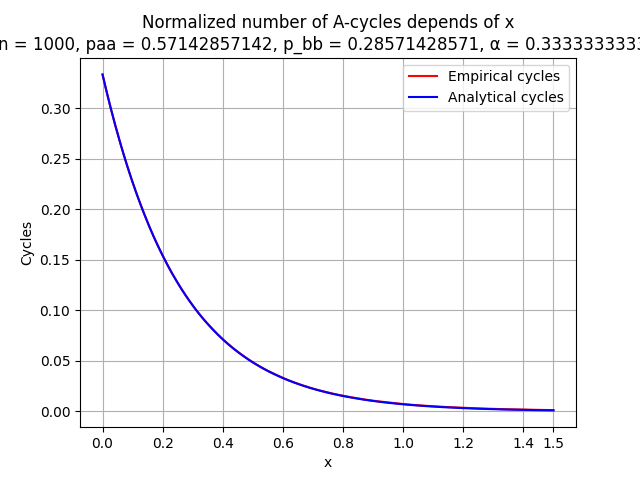 Normalized number of A-cycles depends of x
n = 1000, paa = 0.57142857142, p_bb = 0.28571428571, α = 0.3333333333
Empirical cycles
Analytical cycles
0.30
0.25
0.20
0.15
0.10
0.05
0.00
Cycles
0.0 0.2 0.4 0.6 0.8 1.0 1.2 1.4 1.5
x